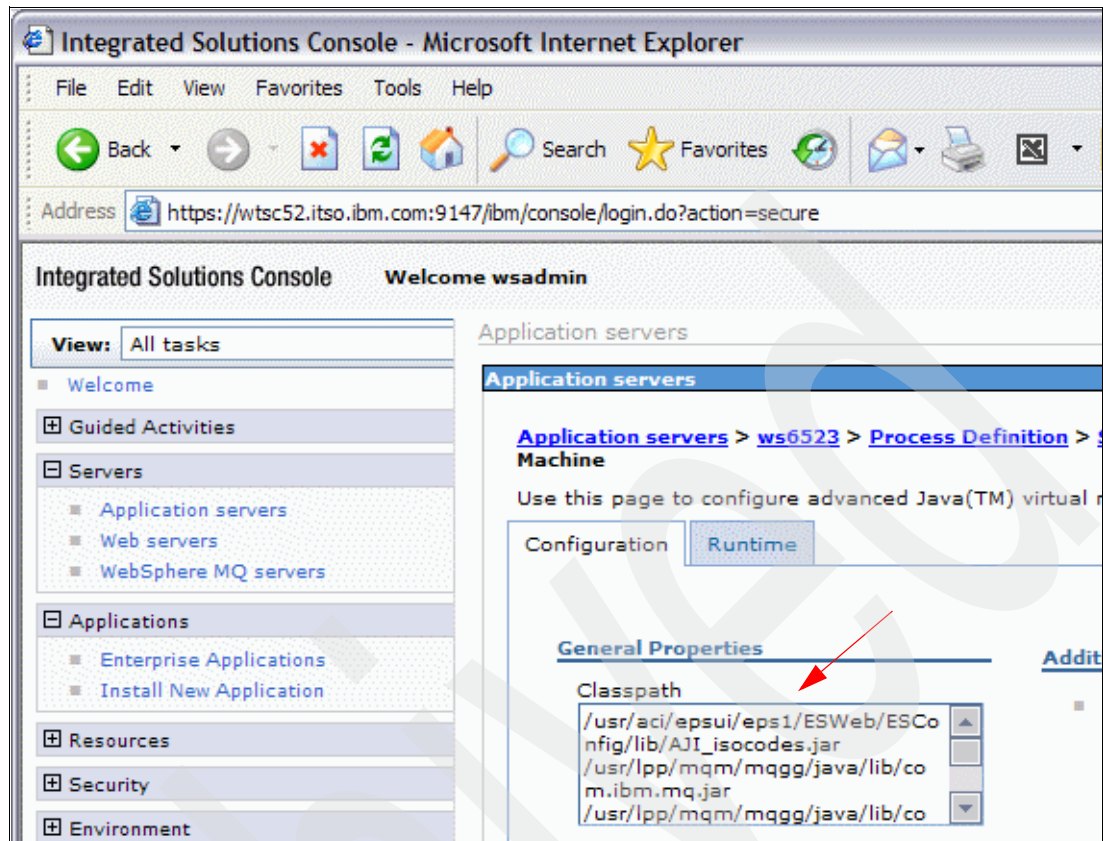 Integrated Solutions Console - Microsoft Internet Explorer
File Edit View Favorites Tools Help
Back Search Favorites
Address https://wtsc52.itso.ibm.com:9147/ibm/console/login.do?action=secure
Integrated Solutions Console Welcome wsadmin
View: All tasks
Welcome
Guided Activities
Servers
Application servers
Web servers
WebSphere MQ servers
Applications
Enterprise Applications
Install New Application
Resources
Security
Environment
Application servers
Application servers
Application servers > ws6523 > Process Definition >
Machine
Use this page to configure advanced Java(TM) virtual
Configuration Runtime
General Properties
Classpath
/usr/aci/epsui/eps1/ESWeb/ESCo
nfig/lib/AJI_isocodes.jar
/usr/lpp/mqm/mqgg/java/lib/co
m.ibm.mq.jar
/usr/lpp/mqm/mqgg/java/lib/co
Addit